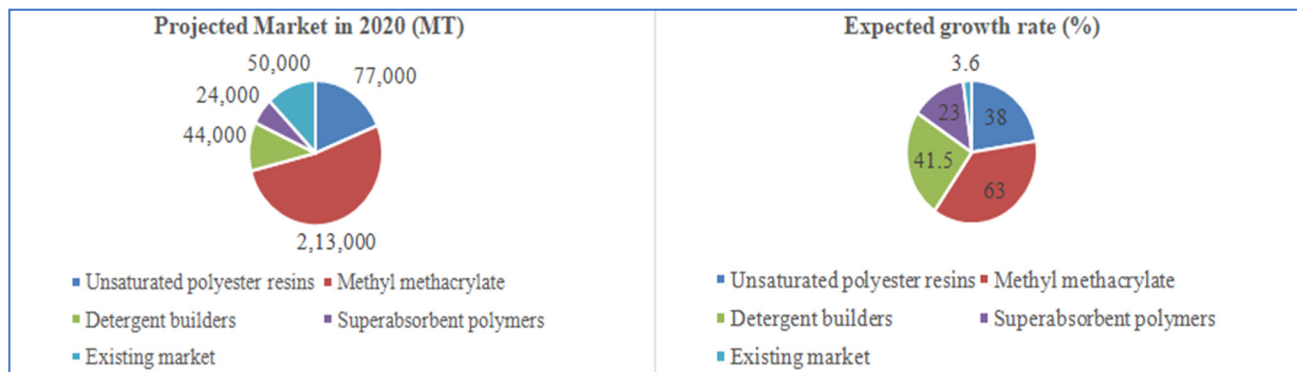 Projected Market in 2020 (MT)
50,000
77,000
24,000
44,000
2,13,000
Unsaturated polyester resins
Methyl methacrylate
Detergent builders
Superabsorbent polymers
Existing market
Expected growth rate (%)
3.6
23
38
41.5
63
Unsaturated polyester resins
Methyl methacrylate
Detergent builders
Superabsorbent polymers
Existing market